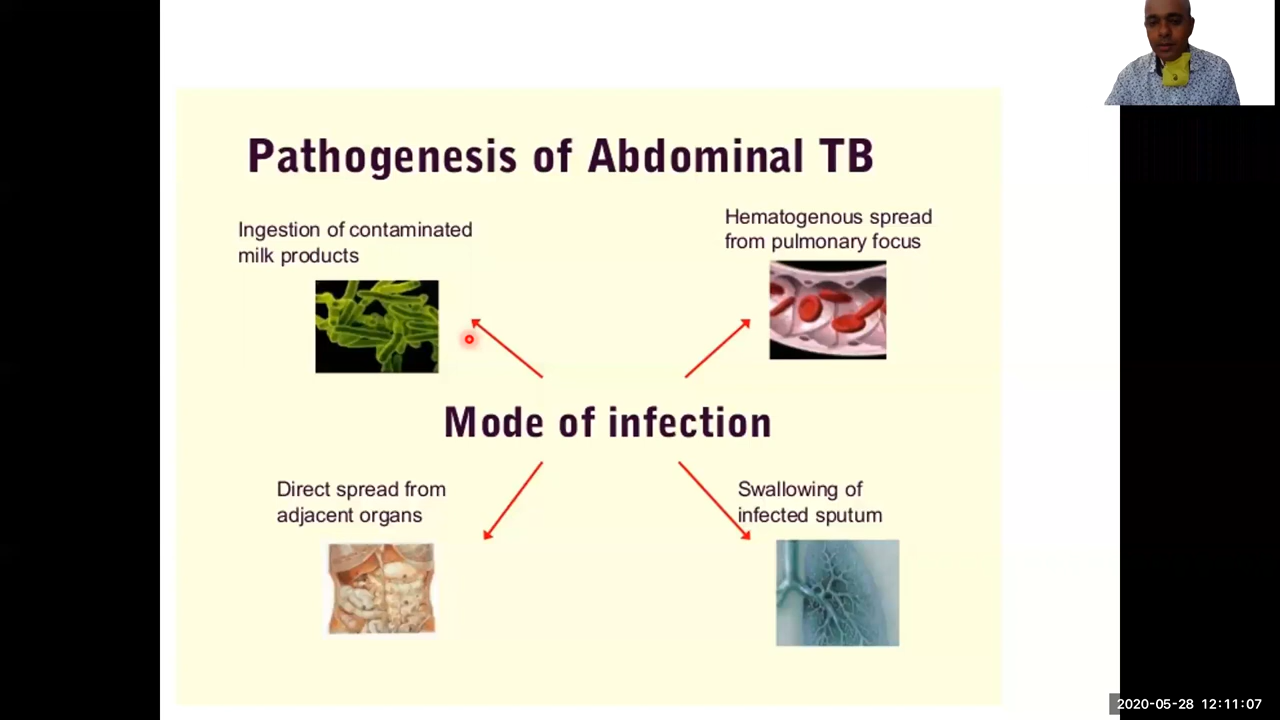 Pathogenesis of Abdominal TB
Ingestion of contaminated
milk products
Hematogenous spread
from pulmonary focus
Mode of infection
Direct spread from
adjacent organs
Swallowing of
infected sputum
2020-05-28 12:11:07